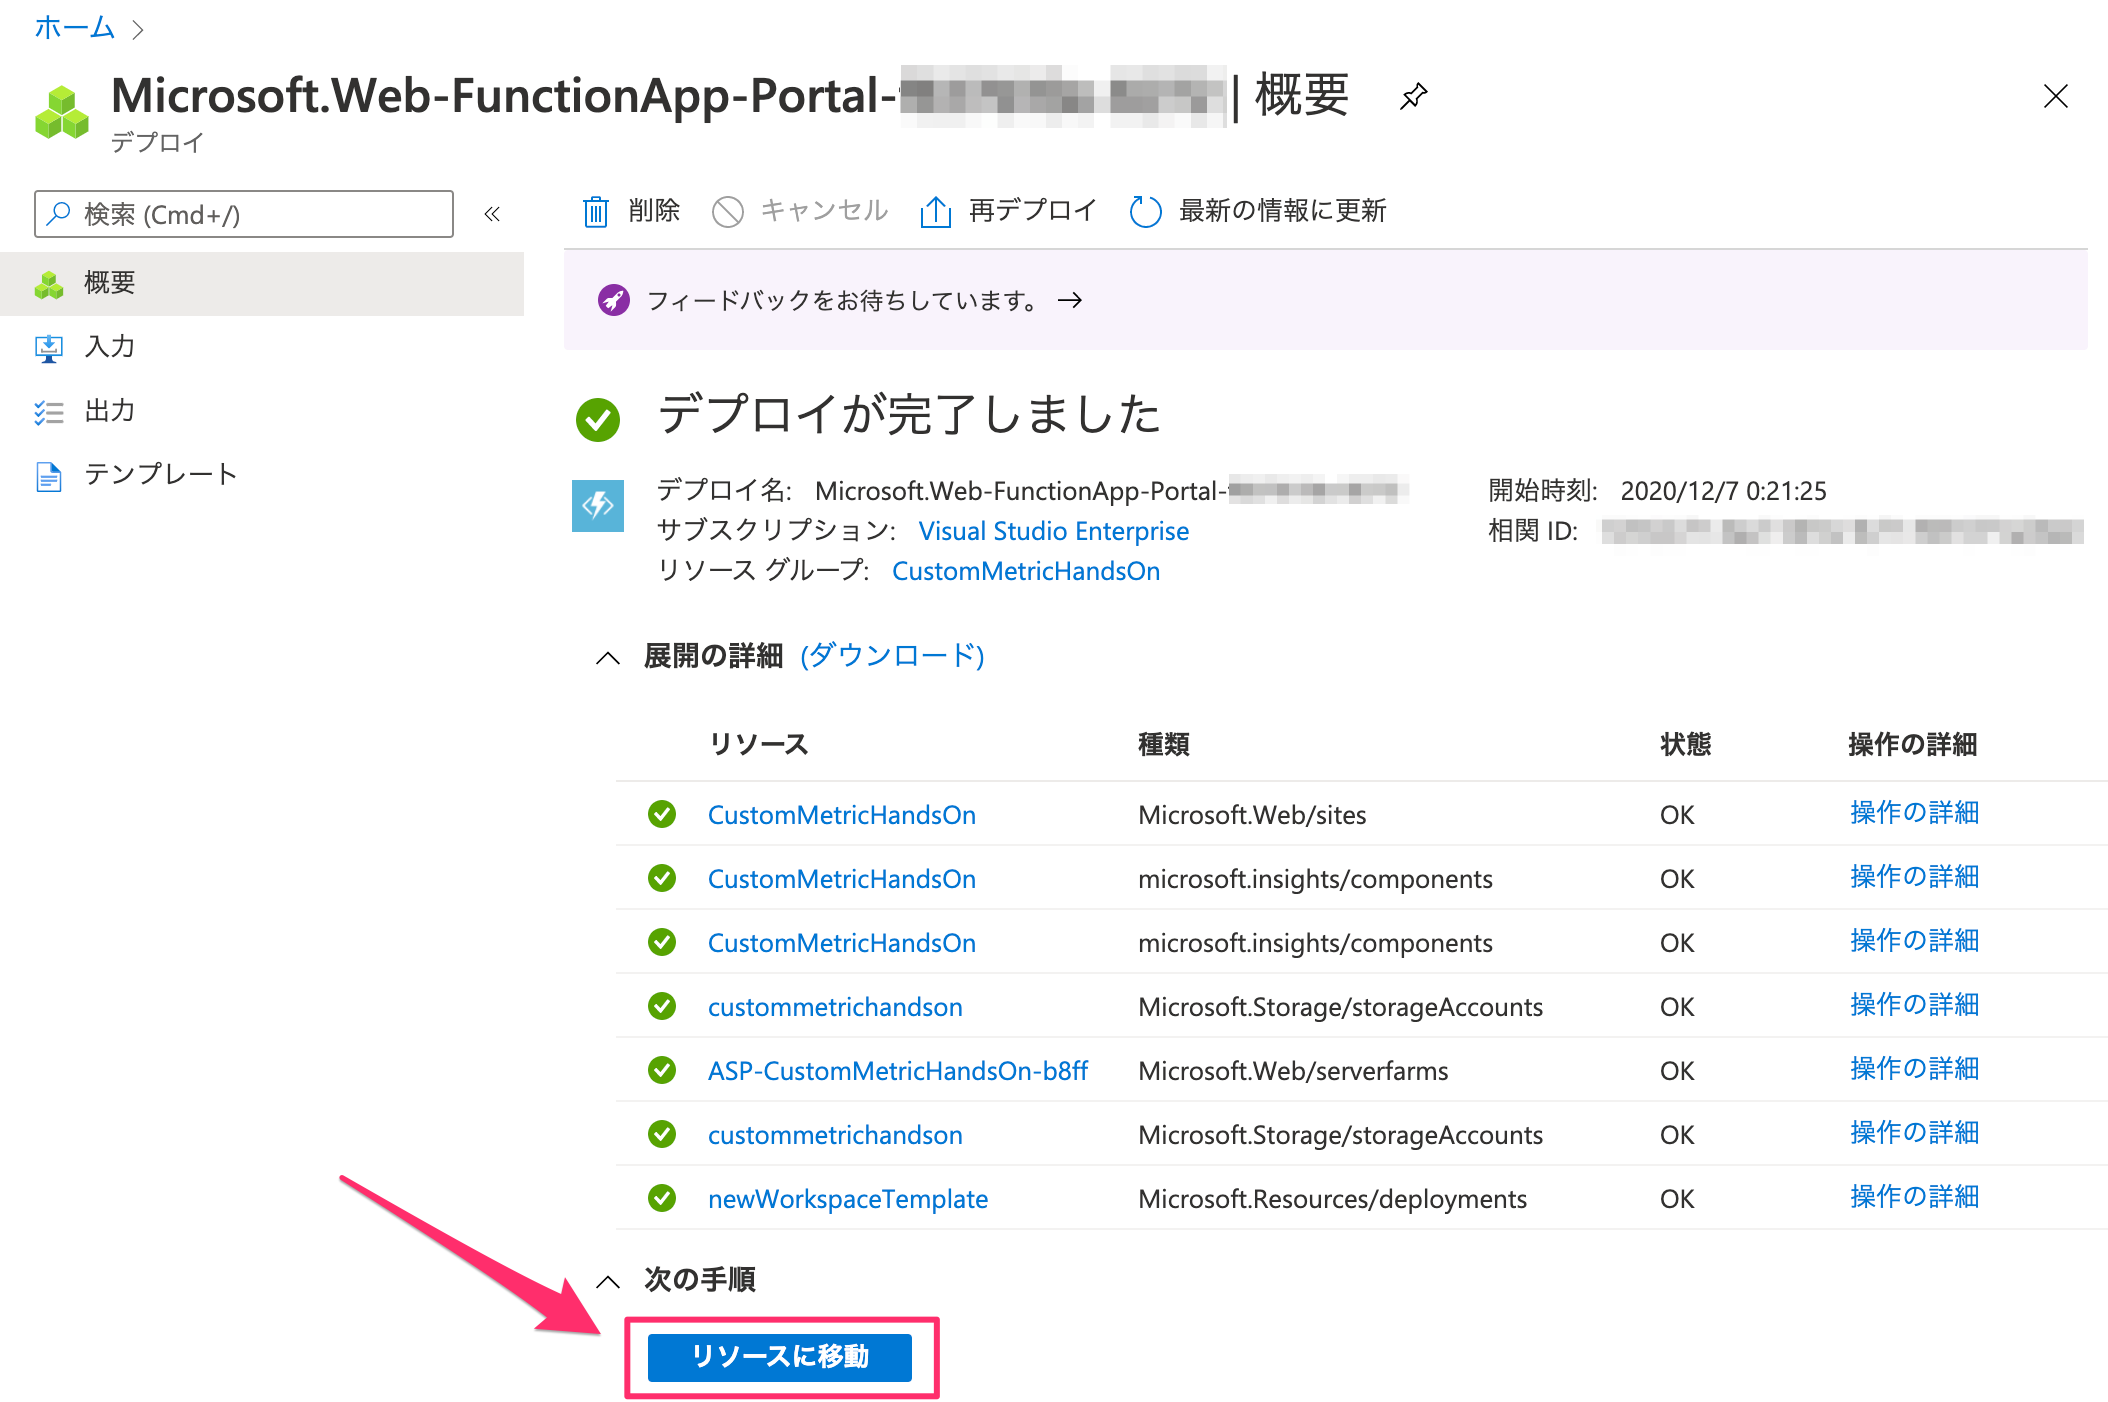 ホーム
Microsoft.Web-FunctionApp-Portal- | 概要
デプロイ
検索 (Cmd+/)
«
削除
キャンセル
再デプロイ
最新の情報に更新
概要
入力
出力
テンプレート
フィードバックをお待ちしています。 →
デプロイが完了しました
デプロイ名: Microsoft.Web-FunctionApp-Portal-
開始時刻: 2020/12/7 0:21:25
サブスクリプション: Visual Studio Enterprise
相関 ID:
リソース グループ: CustomMetricHandsOn
展開の詳細 (ダウンロード)
リソース 種類 状態 操作の詳細
CustomMetricHandsOn Microsoft.Web/sites OK 操作の詳細
CustomMetricHandsOn microsoft.insights/components OK 操作の詳細
CustomMetricHandsOn microsoft.insights/components OK 操作の詳細
custommetrichandson Microsoft.Storage/storageAccounts OK 操作の詳細
ASP-CustomMetricHandsOn-b8ff Microsoft.Web/serverfarms OK 操作の詳細
custommetrichandson Microsoft.Storage/storageAccounts OK 操作の詳細
newWorkspaceTemplate Microsoft.Resources/deployments OK 操作の詳細
次の手順
リソースに移動